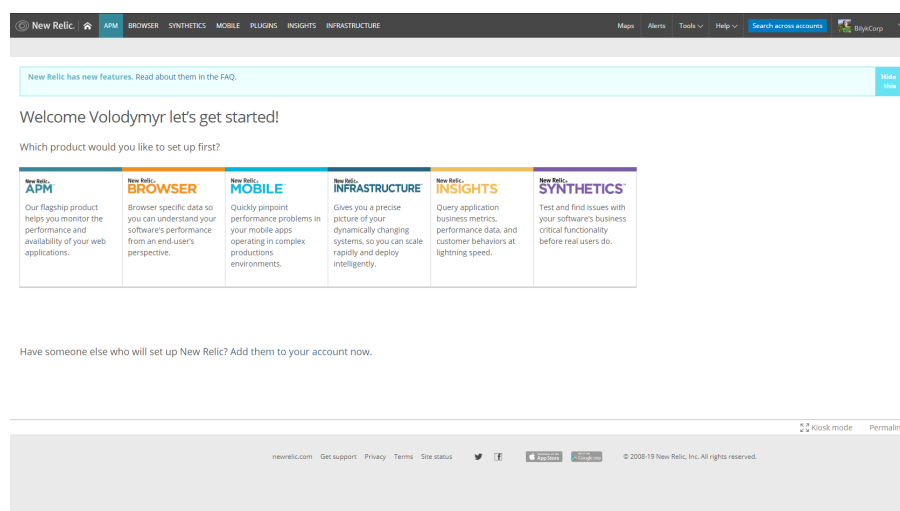 New Relic. APM BROWSER SYNTHETICS MOBILE PLUGINS INSIGHTS INFRASTRUCTURE Maps Alerts Tools Help Search across accounts BilykCorp
New Relic has new features. Read about them in the FAQ. Hide
this
Welcome Volodymyr let's get started!
Which product would you like to set up first?
New Relic.
APM™
Our flagship product
helps you monitor the
performance and
availability of your web
applications.
New Relic.
BROWSER™
Browser specific data so
you can understand your
software's performance
from an end-user's
perspective.
New Relic.
MOBILE™
Quickly pinpoint
performance problems in
your mobile apps
operating in complex
productions
environments.
New Relic.
INFRASTRUCTURE™
Gives you a precise
picture of your
dynamically changing
systems, so you can scale
rapidly and deploy
intelligently.
New Relic.
INSIGHTS™
Query application
business metrics,
performance data, and
customer behaviors at
lightning speed.
New Relic.
SYNTHETICS™
Test and find issues with
your software's business
critical functionality
before real users do.
Have someone else who will set up New Relic? Add them to your account now.
Kiosk mode Permalin
newrelic.com Get support Privacy Terms Site status App Store Google play © 2008-19 New Relic, Inc. All rights reserved.